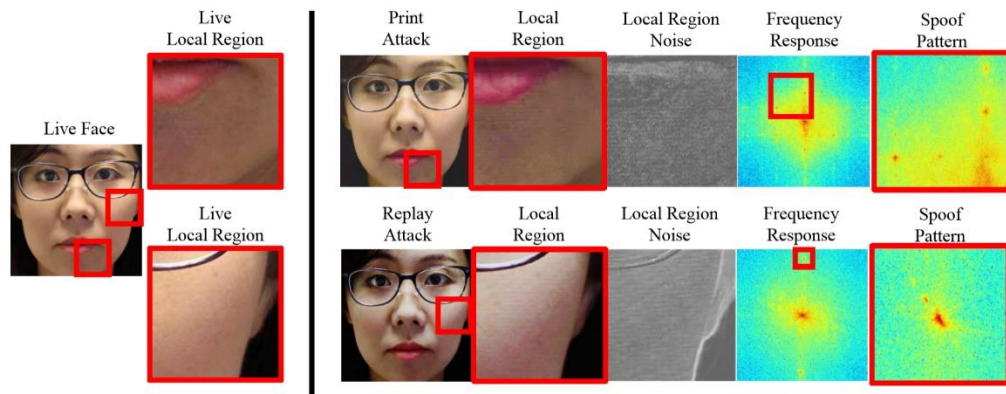 Live Face
Live
Local Region
Live
Local Region
Print
Attack
Local
Region
Local Region
Noise
Frequency
Response
Spoof
Pattern
Replay
Attack
Local
Region
Local Region
Noise
Frequency
Response
Spoof
Pattern